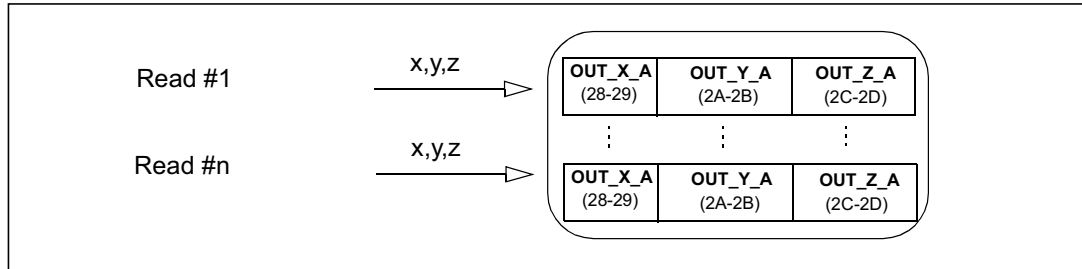 Read #1
x,y,z
OUT_X_A OUT_Y_A OUT_Z_A
(28-29) (2A-2B) (2C-2D)
Read #n
x,y,z
OUT_X_A OUT_Y_A OUT_Z_A
(28-29) (2A-2B) (2C-2D)